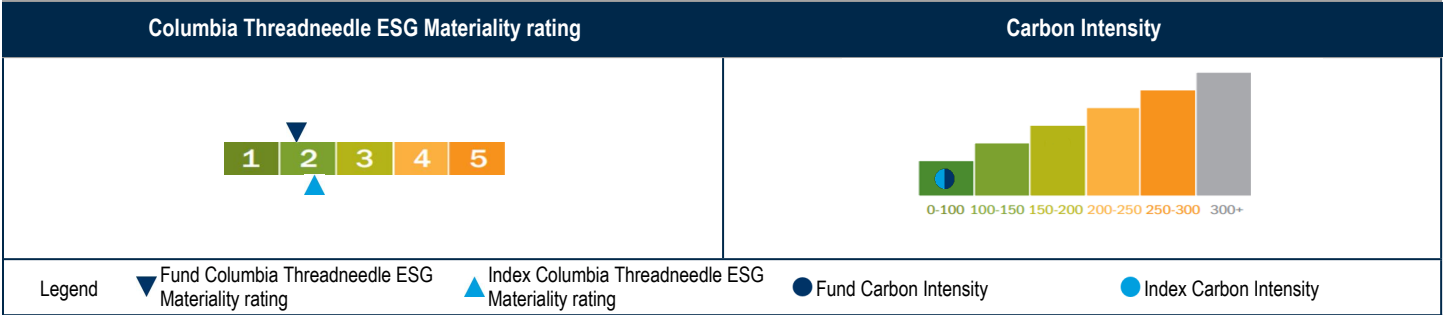 Columbia Threadneedle ESG Materiality rating
Carbon Intensity
1 2 3 4 5
0-100 100-150 150-200 200-250 250-300 300+
Legend
Fund Columbia Threadneedle ESG
Materiality rating
Index Columbia Threadneedle ESG
Materiality rating
Fund Carbon Intensity
Index Carbon Intensity